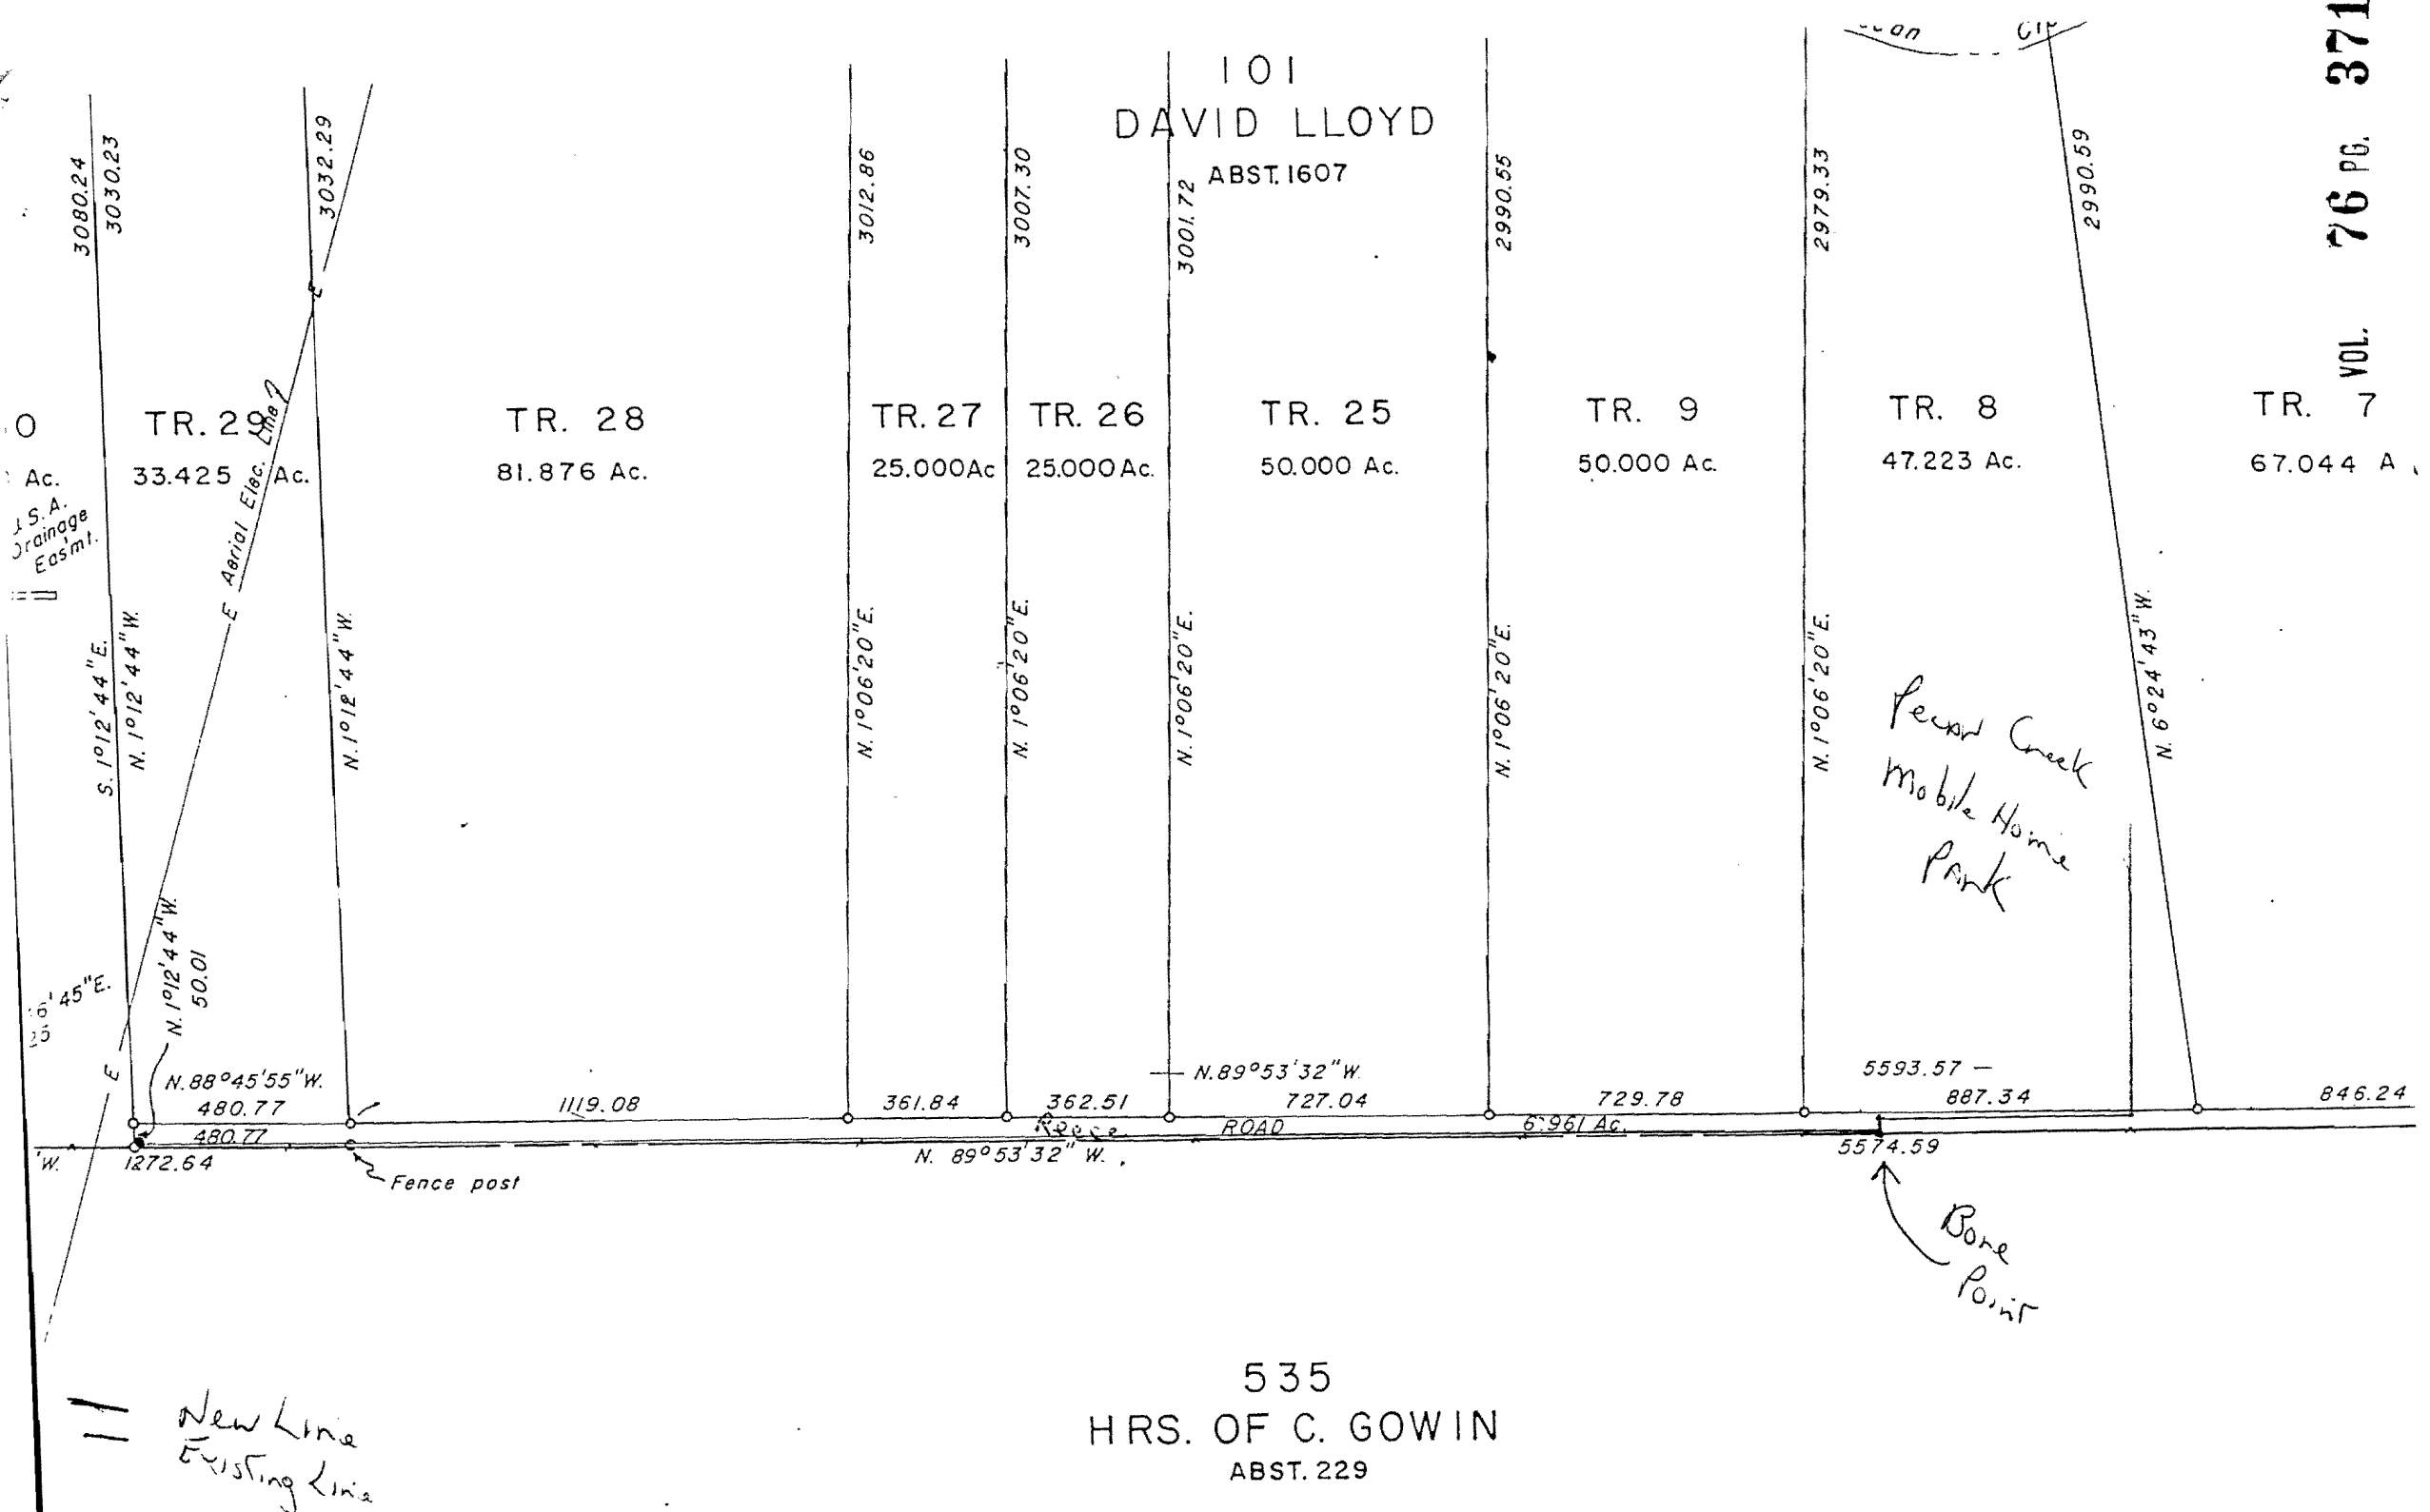 101
DAVID LLOYD
ABST. 1607
VOL. 76 PG. 371
3080.24
3030.23
3032.29
3012.86
3007.30
3001.72
2990.55
2979.33
2990.59
TR. 29
33.425 Ac.
TR. 28
81.876 Ac.
TR. 27
25.000 Ac
TR. 26
25.000 Ac.
TR. 25
50.000 Ac.
TR. 9
50.000 Ac.
TR. 8
47.223 Ac.
TR. 7
67.044 A
0
Ac.
S.A.
Drainage
Easmt.
E Aerial Elec. Line
E
E
S. 1°12'44"E.
N. 1°12'44"W.
N. 1°12'44"W.
N. 1°06'20"E.
N. 1°06'20"E.
N. 1°06'20"E.
N. 1°06'20"E.
N. 1°06'20"E.
N. 6°24'43"W.
Pecan Creek
Mobile Home
Park
N. 1°12'44"W.
50.01
6'45"E.
N. 88°45'55"W.
480.77
1119.08
361.84
362.51
N. 89°53'32"W.
727.04
729.78
5593.57
887.34
846.24
480.77
Reece
ROAD
6.961 Ac.
'W.
1272.64
N. 89°53'32" W.
5574.59
Fence post
Bore
Point
535
HRS. OF C. GOWIN
ABST. 229
New Line
Existing Line